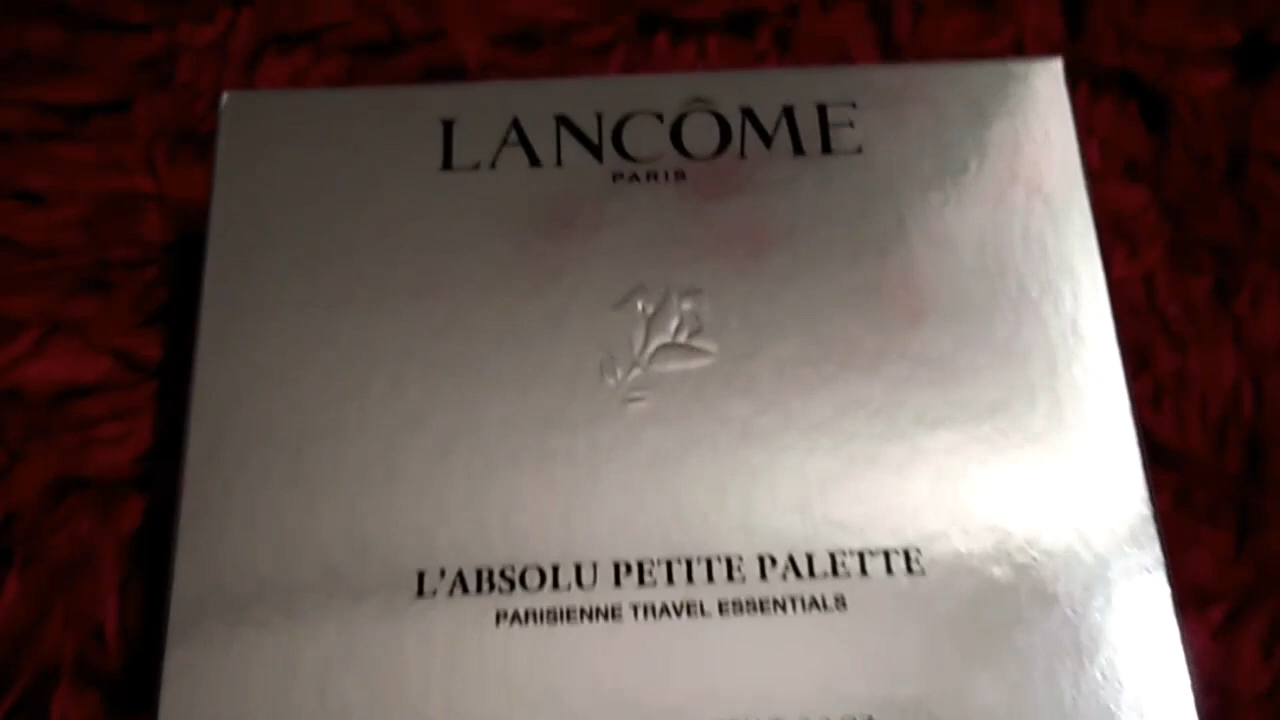 LANCÔME
PARIS
L'ABSOLU PETITE PALETTE
PARISIENNE TRAVEL ESSENTIALS